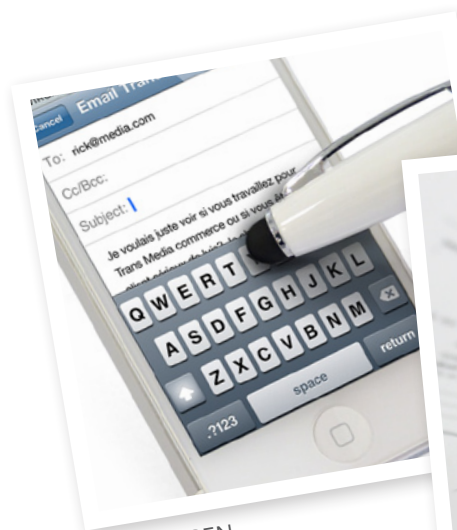 Cancel
Email Tran
To: rick@media.com
Cc/Bcc:
Subject:
Je voulais juste voir si vous travaillez pour
Trans Media commerce ou si vous
Q W E R T
A S D F G H J K L
Z X C V B N M
.?123 space return